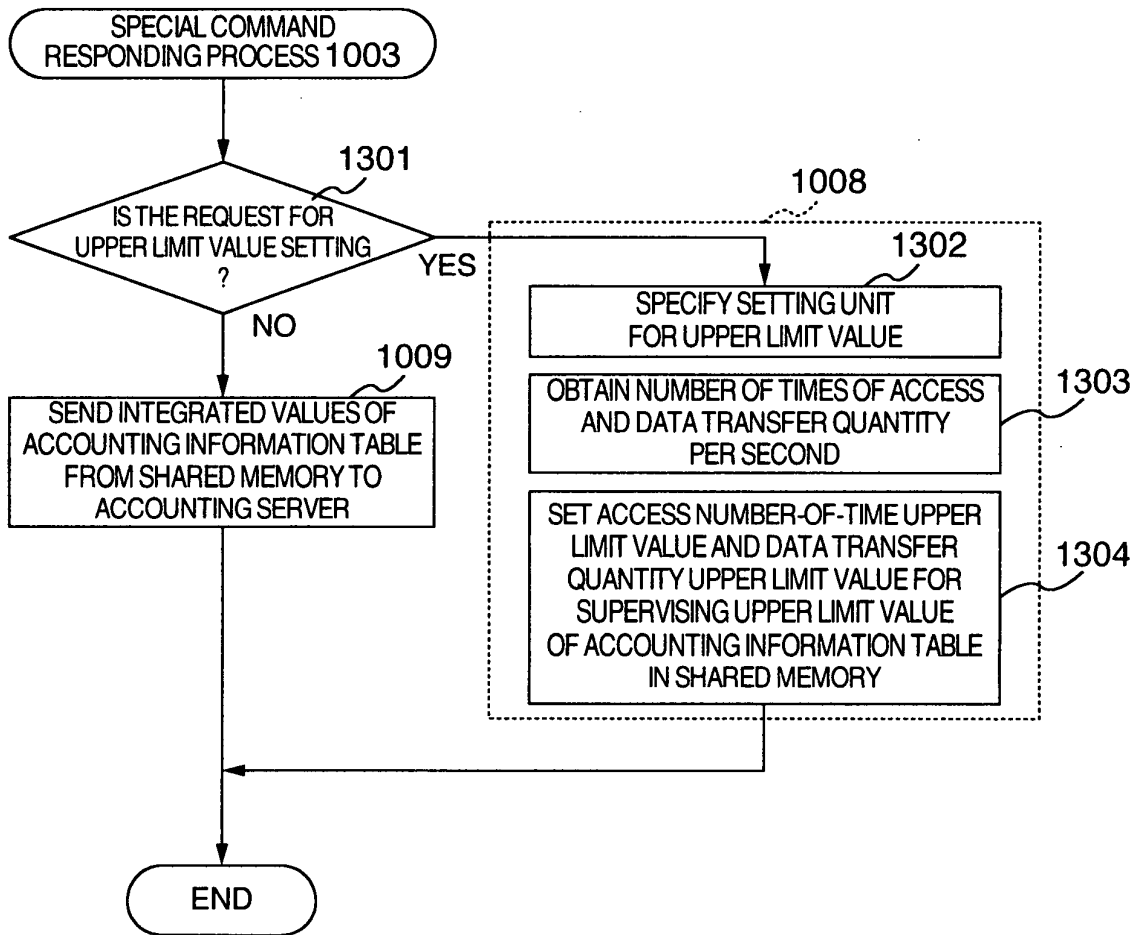 SPECIAL COMMAND
RESPONDING PROCESS 1003
1301
IS THE REQUEST FOR
UPPER LIMIT VALUE SETTING
?
YES
NO
1008
1302
SPECIFY SETTING UNIT
FOR UPPER LIMIT VALUE
1303
OBTAIN NUMBER OF TIMES OF ACCESS
AND DATA TRANSFER QUANTITY
PER SECOND
1009
SEND INTEGRATED VALUES OF
ACCOUNTING INFORMATION TABLE
FROM SHARED MEMORY TO
ACCOUNTING SERVER
1304
SET ACCESS NUMBER-OF-TIME UPPER
LIMIT VALUE AND DATA TRANSFER
QUANTITY UPPER LIMIT VALUE FOR
SUPERVISING UPPER LIMIT VALUE
OF ACCOUNTING INFORMATION TABLE
IN SHARED MEMORY
END